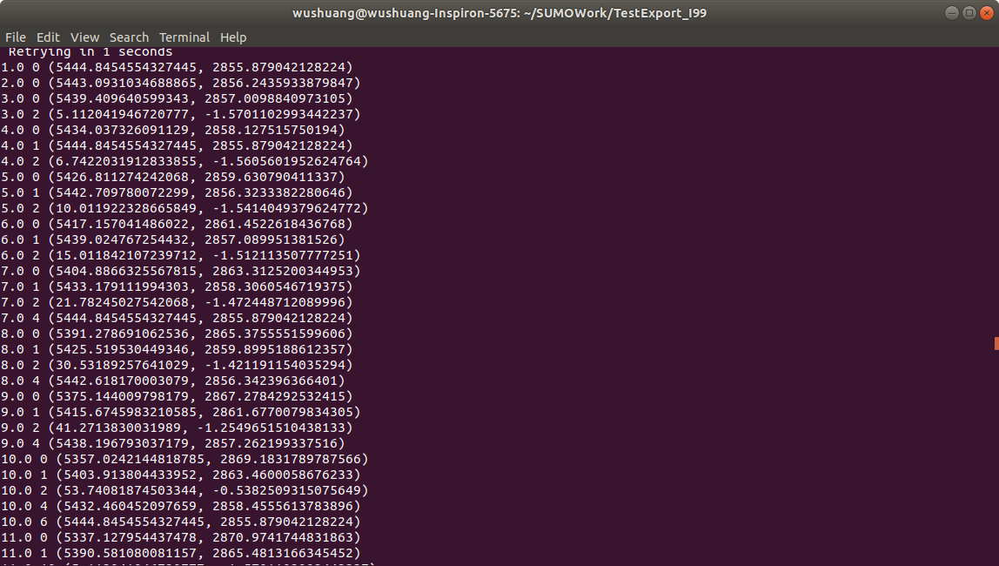 wushuang@wushuang-Inspiron-5675: ~/SUMOWork/TestExport_I99
File Edit View Search Terminal Help
Retrying in 1 seconds
1.0 0 (5444.8454554327445, 2855.879042128224)
2.0 0 (5443.0931034688865, 2856.2435933879847)
3.0 0 (5439.409640599343, 2857.0098840973105)
3.0 2 (5.112041946720777, -1.5701102993442237)
4.0 0 (5434.037326091129, 2858.127515750194)
4.0 1 (5444.8454554327445, 2855.879042128224)
4.0 2 (6.7422031912833855, -1.5605601952624764)
5.0 0 (5426.811274242068, 2859.630790411337)
5.0 1 (5442.709780072299, 2856.3233382280646)
5.0 2 (10.011922328665849, -1.5414049379624772)
6.0 0 (5417.157041486022, 2861.4522618436768)
6.0 1 (5439.024767254432, 2857.089951381526)
6.0 2 (15.011842107239712, -1.512113507777251)
7.0 0 (5404.8866325567815, 2863.3125200344953)
7.0 1 (5433.179111994303, 2858.3060546719375)
7.0 2 (21.78245027542068, -1.472448712089996)
7.0 4 (5444.8454554327445, 2855.879042128224)
8.0 0 (5391.278691062536, 2865.3755551599606)
8.0 1 (5425.519530449346, 2859.8995188612357)
8.0 2 (30.53189257641029, -1.421191154035294)
8.0 4 (5442.618170003079, 2856.342396366401)
9.0 0 (5375.144009798179, 2867.2784292532415)
9.0 1 (5415.6745983210585, 2861.6770079834305)
9.0 2 (41.2713830031989, -1.2549651510438133)
9.0 4 (5438.196793037179, 2857.262199337516)
10.0 0 (5357.0242144818785, 2869.1831789787566)
10.0 1 (5403.913804433952, 2863.4600058676233)
10.0 2 (53.74081874503344, -0.5382509315075649)
10.0 4 (5432.460452097659, 2858.4555613783896)
10.0 6 (5444.8454554327445, 2855.879042128224)
11.0 0 (5337.127954437478, 2870.9741744831863)
11.0 1 (5390.581080081157, 2865.4813166345452)